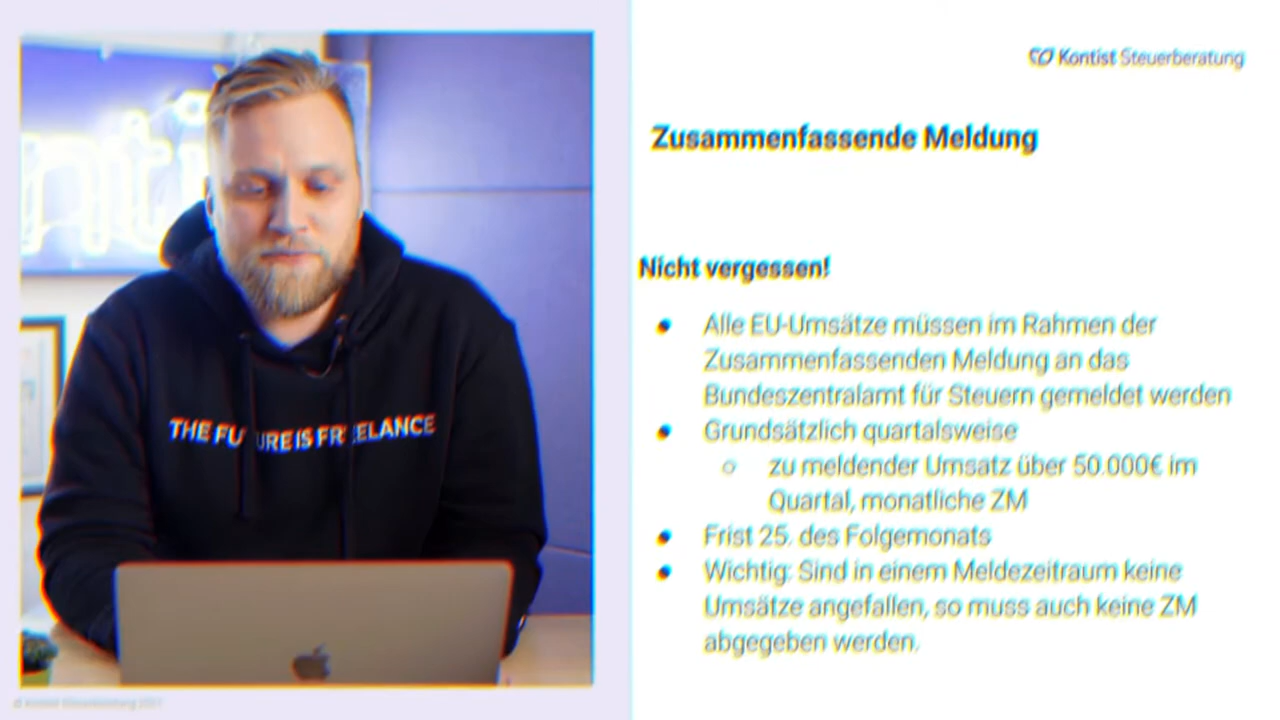 Kontist Steuerberatung
Zusammenfassende Meldung
Nicht vergessen!
Alle EU-Umsätze müssen im Rahmen der
Zusammenfassenden Meldung an das
Bundeszentralamt für Steuern gemeldet werden
Grundsätzlich quartalsweise
zu meldender Umsatz über 50.000€ im
Quartal, monatliche ZM
Frist 25. des Folgemonats
Wichtig: Sind in einem Meldezeitraum keine
Umsätze angefallen, so muss auch keine ZM
abgegeben werden.
THE FUTURE IS FREELANCE